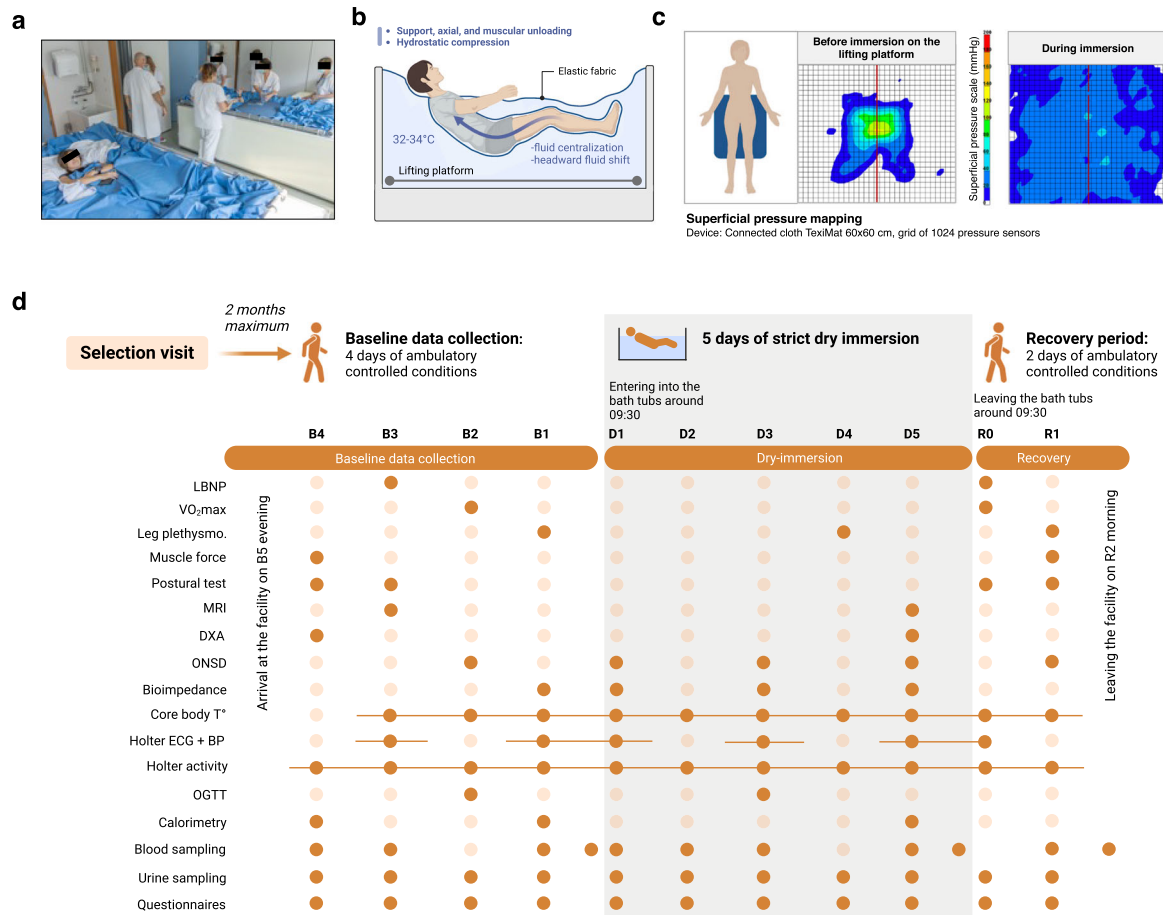 a
b
c
• Support, axial, and muscular unloading
• Hydrostatic compression
Elastic fabric
32-34°C
-fluid centralization
-headward fluid shift
Lifting platform
Before immersion on the
lifting platform
Superficial pressure scale (mmHg)
During immersion
Superficial pressure mapping
Device: Connected cloth TexiMat 60x60 cm, grid of 1024 pressure sensors
d
Selection visit
2 months
maximum
Baseline data collection:
4 days of ambulatory
controlled conditions
5 days of strict dry immersion
Entering into the
bath tubs around
09:30
Recovery period:
2 days of ambulatory
controlled conditions
Leaving the bath tubs
around 09:30
B4 B3 B2 B1 D1 D2 D3 D4 D5 R0 R1
Baseline data collection Dry-immersion Recovery
Arrival at the facility on B5 evening
LBNP
VO₂max
Leg plethysmo.
Muscle force
Postural test
MRI
DXA
ONSD
Bioimpedance
Core body T°
Holter ECG + BP
Holter activity
OGTT
Calorimetry
Blood sampling
Urine sampling
Questionnaires
Leaving the facility on R2 morning